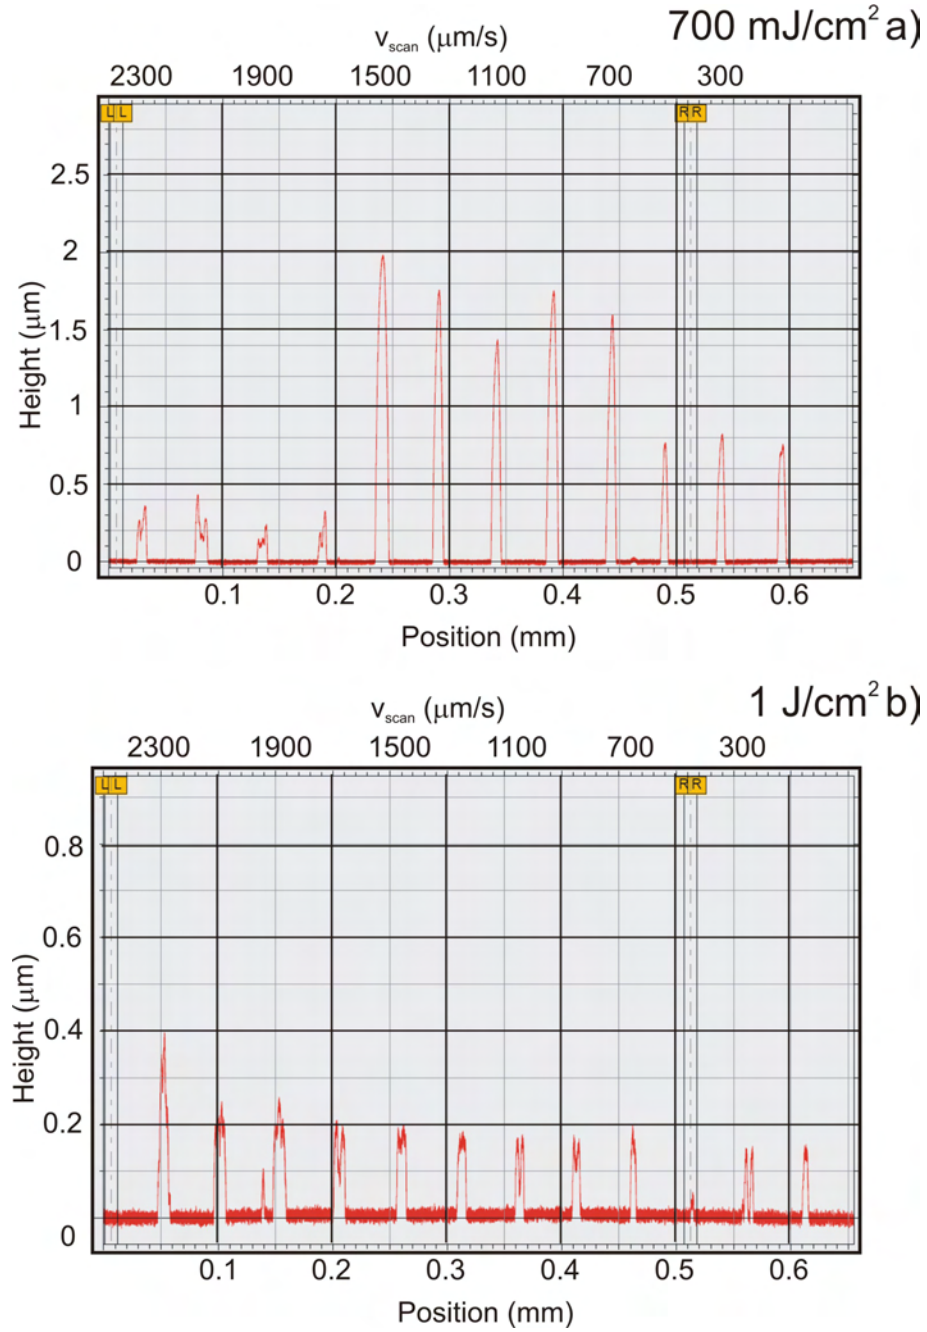 700 mJ/cm² a)
v_scan (μm/s)
2300 1900 1500 1100 700 300
L L R R
2.5
2
1.5
1
0.5
0
Height (μm)
0.1 0.2 0.3 0.4 0.5 0.6
Position (mm)
1 J/cm² b)
v_scan (μm/s)
2300 1900 1500 1100 700 300
L L R R
0.8
0.6
0.4
0.2
0
Height (μm)
0.1 0.2 0.3 0.4 0.5 0.6
Position (mm)